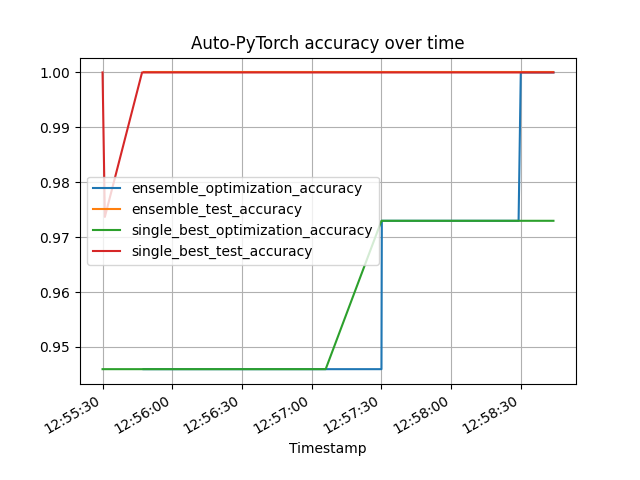 Auto-PyTorch accuracy over time
1.00
0.99
0.98
0.97
0.96
0.95
ensemble_optimization_accuracy
ensemble_test_accuracy
single_best_optimization_accuracy
single_best_test_accuracy
12:55:30
12:56:00
12:56:30
12:57:00
12:57:30
12:58:00
12:58:30
Timestamp